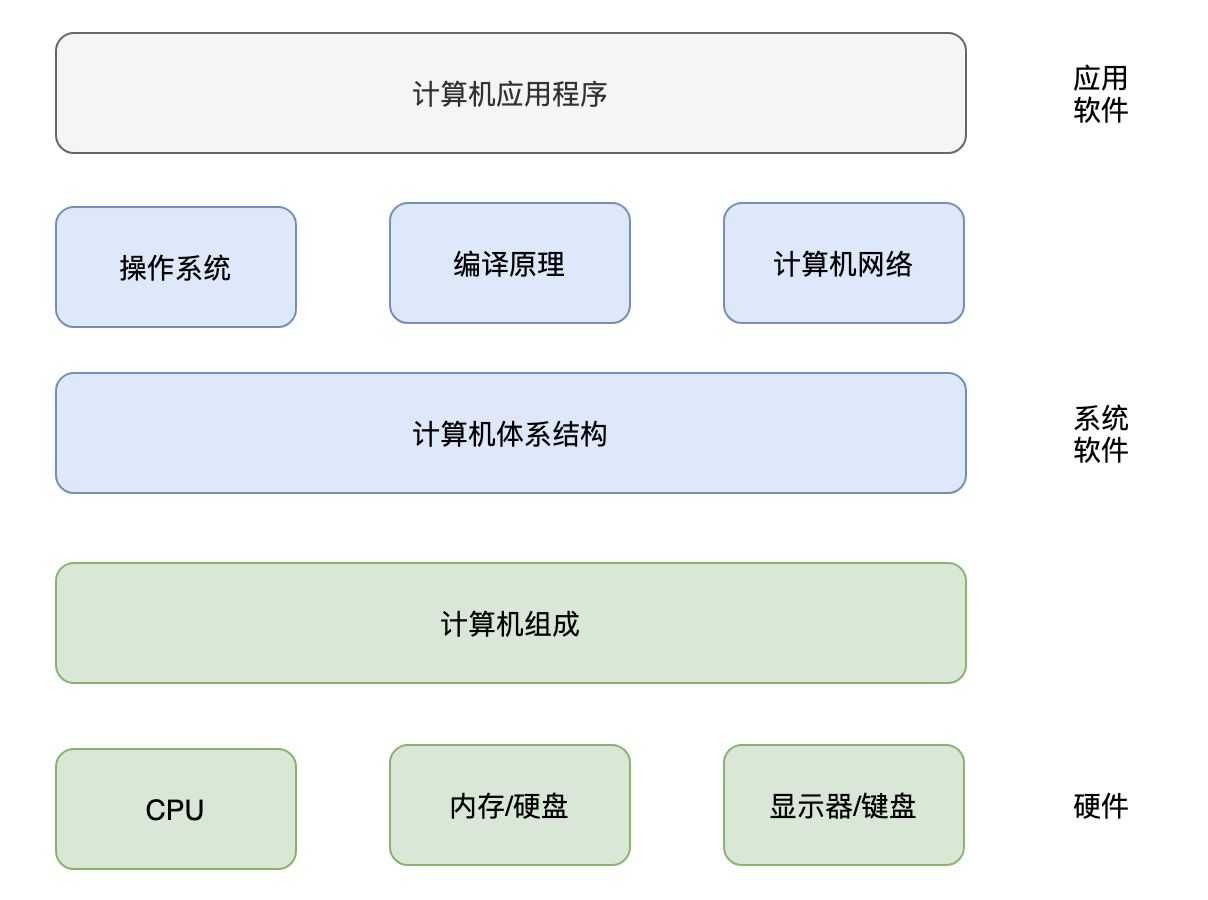 计算机应用程序
应用
软件
操作系统
编译原理
计算机网络
计算机体系结构
系统
软件
计算机组成
CPU
内存/硬盘
显示器/键盘
硬件